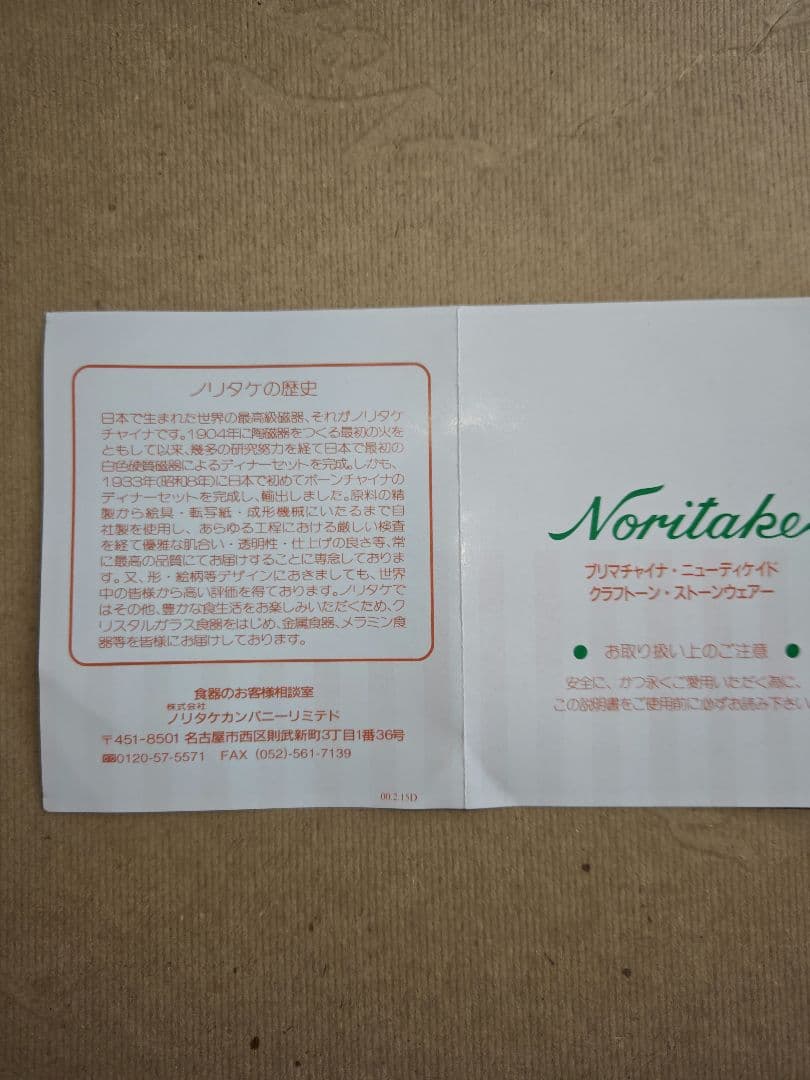 ノリタケの歴史
日本で生まれた世界の最高級磁器、それがノリタケ
チャイナです。1904年に陶磁器をつくる最初の火を
ともして以来、幾多の研究努力を経て日本で最初の
白色硬質磁器によるディナーセットを完成。しかも、
1933年(昭和8年)に日本で初めてボーンチャイナの
ディナーセットを完成し、輸出しました。原料の精
製から絵具・転写紙・成形機械にいたるまで自
社製を使用し、あらゆる工程における厳しい検査
を経て優雅な肌合い・透明性・仕上げの良さ等、常
に最高の品質にてお届けすることに専念しておりま
す。又、形・絵柄等デザインにおきましても、世界
中の皆様から高い評価を得ております。ノリタケで
はその他、豊かな食生活をお楽しみいただくため、ク
リスタルガラス食器をはじめ、金属食器、メラミン食
器等を皆様にお届けしております。
食器のお客様相談室
株式会社
ノリタケカンパニーリミテド
〒451-8501 名古屋市西区則武新町3丁目1番36号
0120-57-5571 FAX (052)-561-7139
00.2.15D
Noritake
プリマチャイナ・ニューディケイド
クラフトーン・ストーンウェアー
● お取り扱い上のご注意 ●
安全に、かつ永くご愛用いただく為に、
この説明書をご使用前に必ずお読み下さい